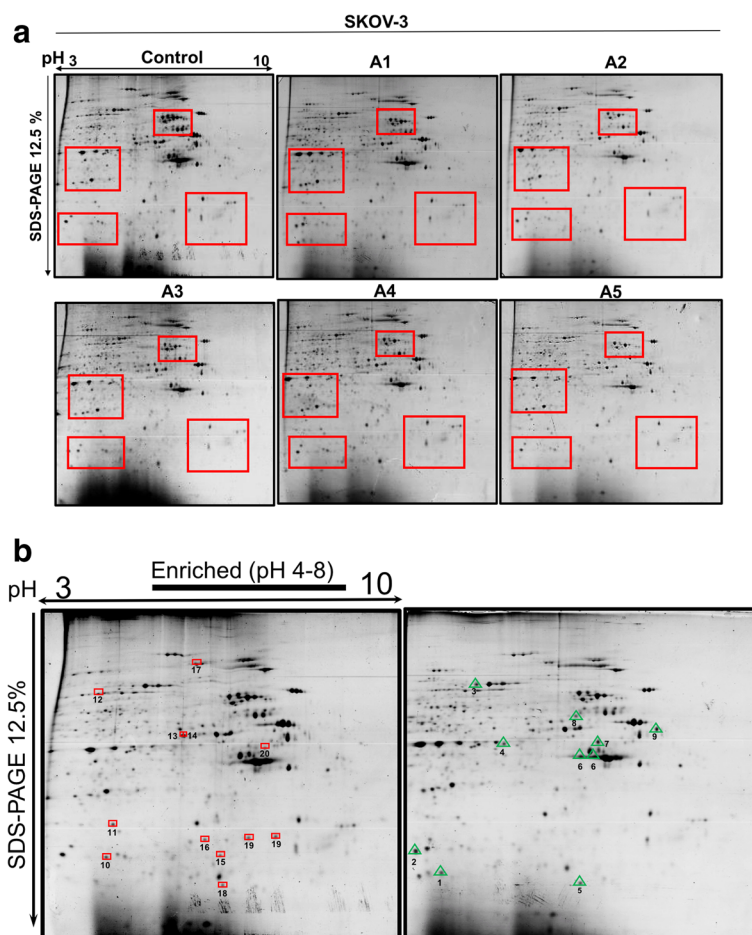 SKOV-3
a
pH 3 Control 10
A1
A2
SDS-PAGE 12.5 %
A3
A4
A5
b
Enriched (pH 4-8)
pH 3 10
SDS-PAGE 12.5%
17
12
13 14
20
11
16
19
19
10
15
18
3
8
9
4
7
6
6
2
1
5